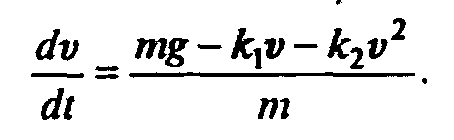 dv/dt = (mg − k₁v − k₂v²)/m.